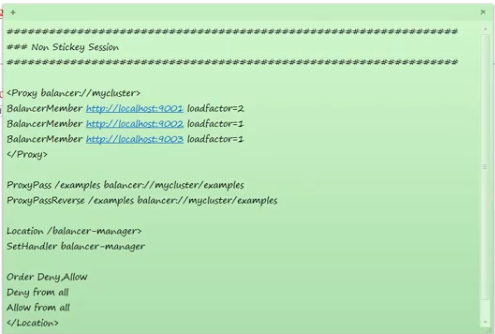 ############################################################
### Non Stickey Session
############################################################
<Proxy balancer://mycluster>
BalancerMember http://localhost:9001 loadfactor=2
BalancerMember http://localhost:9002 loadfactor=1
BalancerMember http://localhost:9003 loadfactor=1
</Proxy>
ProxyPass /examples balancer://mycluster/examples
ProxyPassReverse /examples balancer://mycluster/examples
Location /balancer-manager>
SetHandler balancer-manager
Order Deny,Allow
Deny from all
Allow from all
</Location>